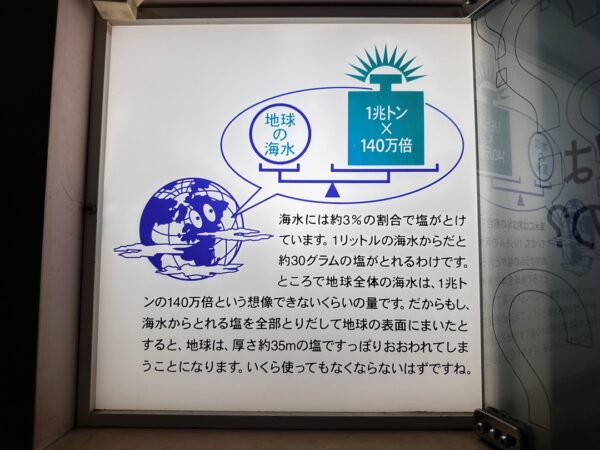 地球
の
海水
1兆トン
×
140万倍
海水には約3%の割合で塩がとけ
ています。1リットルの海水からだと
約30グラムの塩がとれるわけです。
ところで地球全体の海水は、1兆ト
ンの140万倍という想像できないくらいの量です。だからもし、
海水からとれる塩を全部とりだして地球の表面にまいたと
すると、地球は、厚さ約35mの塩ですっぽりおおわれてしま
うことになります。いくら使ってもなくならないはずですね。